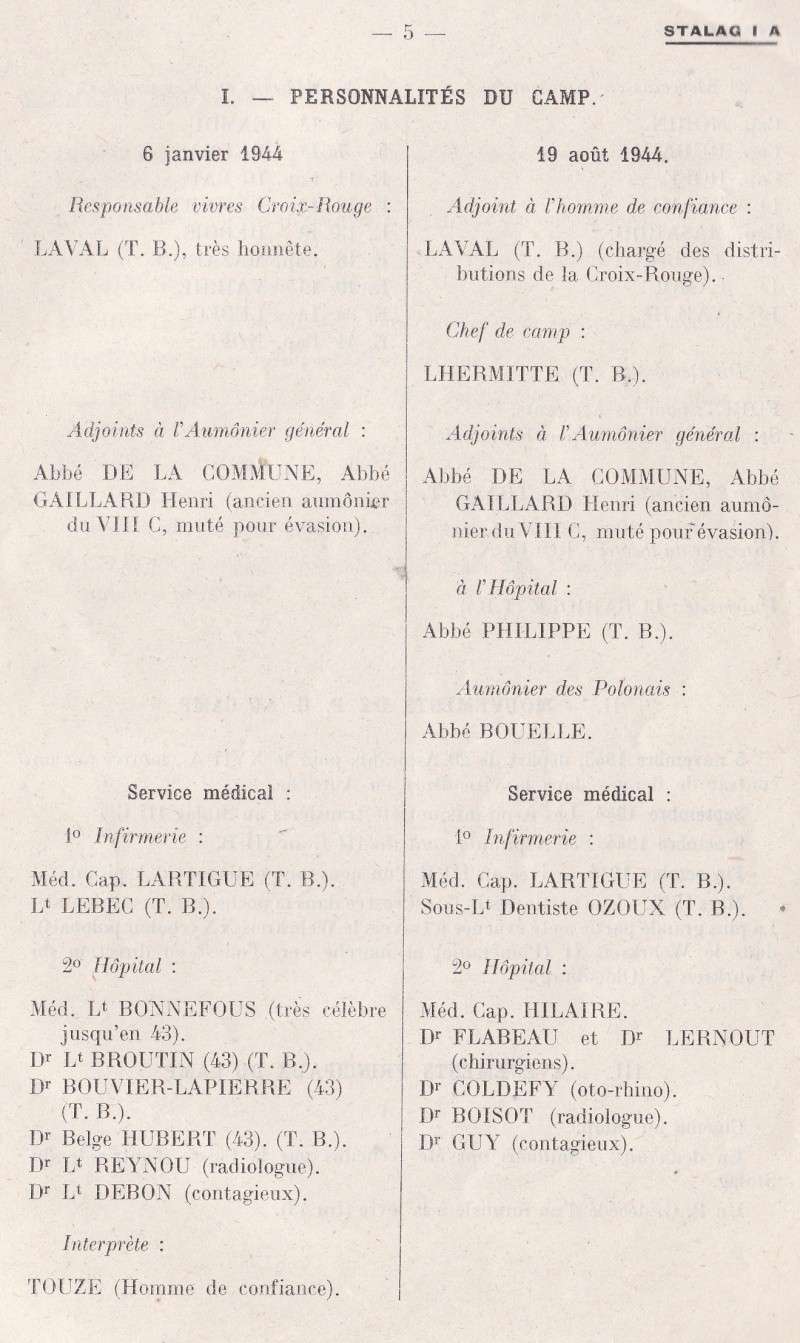 — 5 —
STALAG I A
I. — PERSONNALITÉS DU CAMP.
6 janvier 1944
Responsable vivres Croix-Rouge :
LAVAL (T. B.), très honnête.
Adjoints à l'Aumônier général :
Abbé DE LA COMMUNE, Abbé
GAILLARD Henri (ancien aumônier
du VIII C, muté pour évasion).
Service médical :
1º Infirmerie :
Méd. Cap. LARTIGUE (T. B.).
Lt LEBEC (T. B.).
2º Hôpital :
Méd. Lt BONNEFOUS (très célèbre
jusqu'en 43).
Dr Lt BROUTIN (43) (T. B.).
Dr BOUVIER-LAPIERRE (43)
(T. B.).
Dr Belge HUBERT (43). (T. B.).
Dr Lt REYNOU (radiologue).
Dr Lt DEBON (contagieux).
Interprète :
TOUZE (Homme de confiance).
19 août 1944.
Adjoint à l'homme de confiance :
LAVAL (T. B.) (chargé des distri-
butions de la Croix-Rouge).
Chef de camp :
LHERMITTE (T. B.).
Adjoints à l'Aumônier général :
Abbé DE LA COMMUNE, Abbé
GAILLARD Henri (ancien aumô-
nier du VIII C, muté pour évasion).
à l'Hôpital :
Abbé PHILIPPE (T. B.).
Aumônier des Polonais :
Abbé BOUELLE.
Service médical :
1º Infirmerie :
Méd. Cap. LARTIGUE (T. B.).
Sous-Lt Dentiste OZOUX (T. B.).
2º Hôpital :
Méd. Cap. HILAIRE.
Dr FLABEAU et Dr LERNOUT
(chirurgiens).
Dr COLDEFY (oto-rhino).
Dr BOISOT (radiologue).
Dr GUY (contagieux).